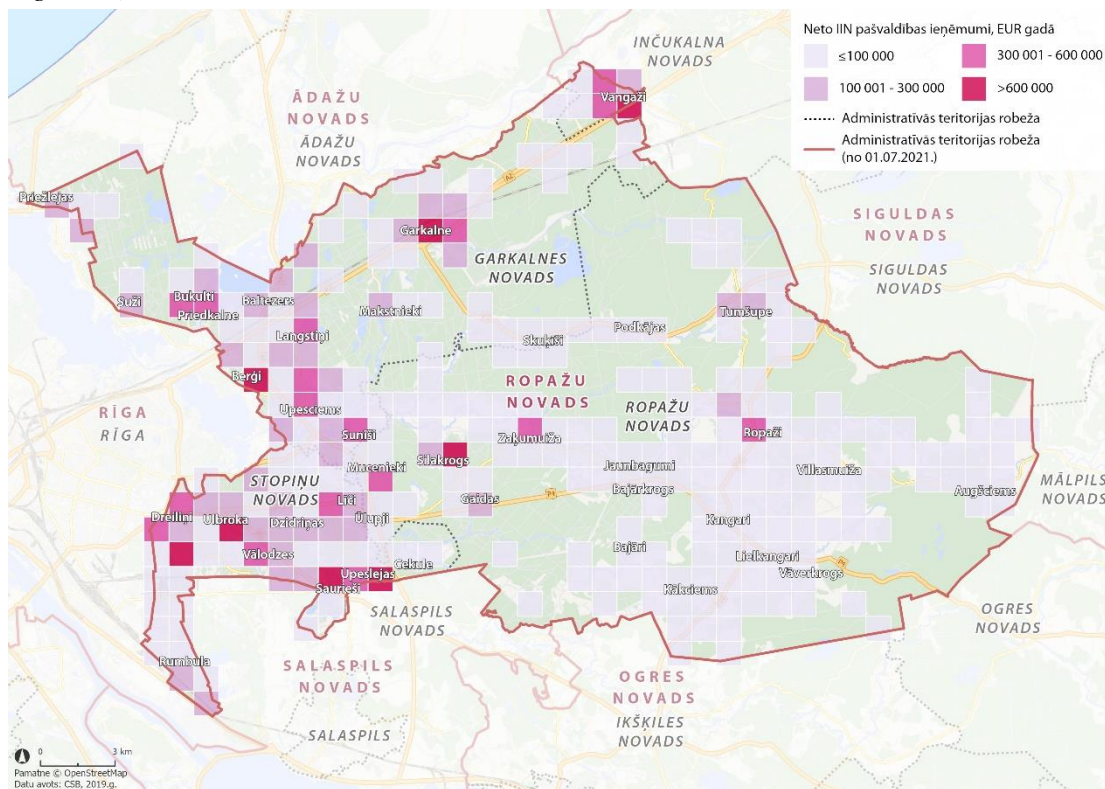 Neto IIN pašvaldības ieņēmumi, EUR gadā
≤100 000
300 001 - 600 000
100 001 - 300 000
>600 000
Administratīvās teritorijas robeža
Administratīvās teritorijas robeža
(no 01.07.2021.)
INČUKALNA
NOVADS
Vangaži
ĀDAŽU
NOVADS
ĀDAŽU
NOVADS
A2
Priežlejas
SIGULDAS
NOVADS
SIGULDAS
NOVADS
Garkalne
GARKALNES
NOVADS
Suži
Bukulti
Priedkalne
Baltezers
Makstnieki
Tumšupe
Langstiņi
Podkājas
Skuķīši
Berģi
ROPAŽU
NOVADS
ROPAŽU
NOVADS
RĪGA
RĪGA
Upesciems
Sunīši
Zaķumuiža
Ropaži
Silakrogs
Mucenieki
Jaunbagumi
Villasmuiža
STOPIŅU
NOVADS
MĀLPILS
NOVADS
Bajārkrogs
Augšciems
Līči
Gaidas
P4
Dreiliņi
Ulbroka
Dzidriņas
Ūlupji
Kangari
Vālodzes
Cekule
Bajāri
Lielkangari
P4
Vāverkrogs
Upeslejas
Saurieši
Kākciems
SALASPILS
NOVADS
OGRES
NOVADS
Rumbula
SALASPILS
NOVADS
OGRES
NOVADS
IKŠĶILES
NOVADS
SALASPILS
0 3 km
Pamatne © OpenStreetMap
Datu avots: CSB, 2019.g.